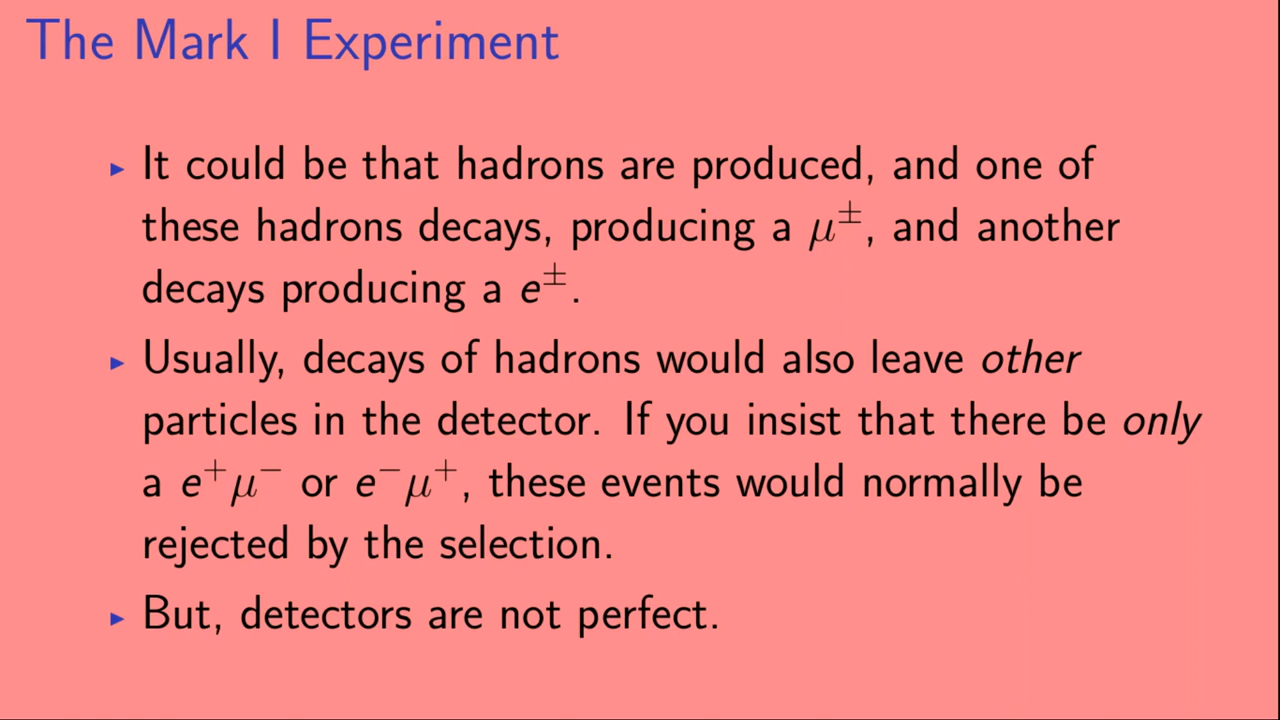 The Mark I Experiment
▸ It could be that hadrons are produced, and one of
these hadrons decays, producing a μ±, and another
decays producing a e±.
▸ Usually, decays of hadrons would also leave other
particles in the detector. If you insist that there be only
a e⁺μ⁻ or e⁻μ⁺, these events would normally be
rejected by the selection.
▸ But, detectors are not perfect.